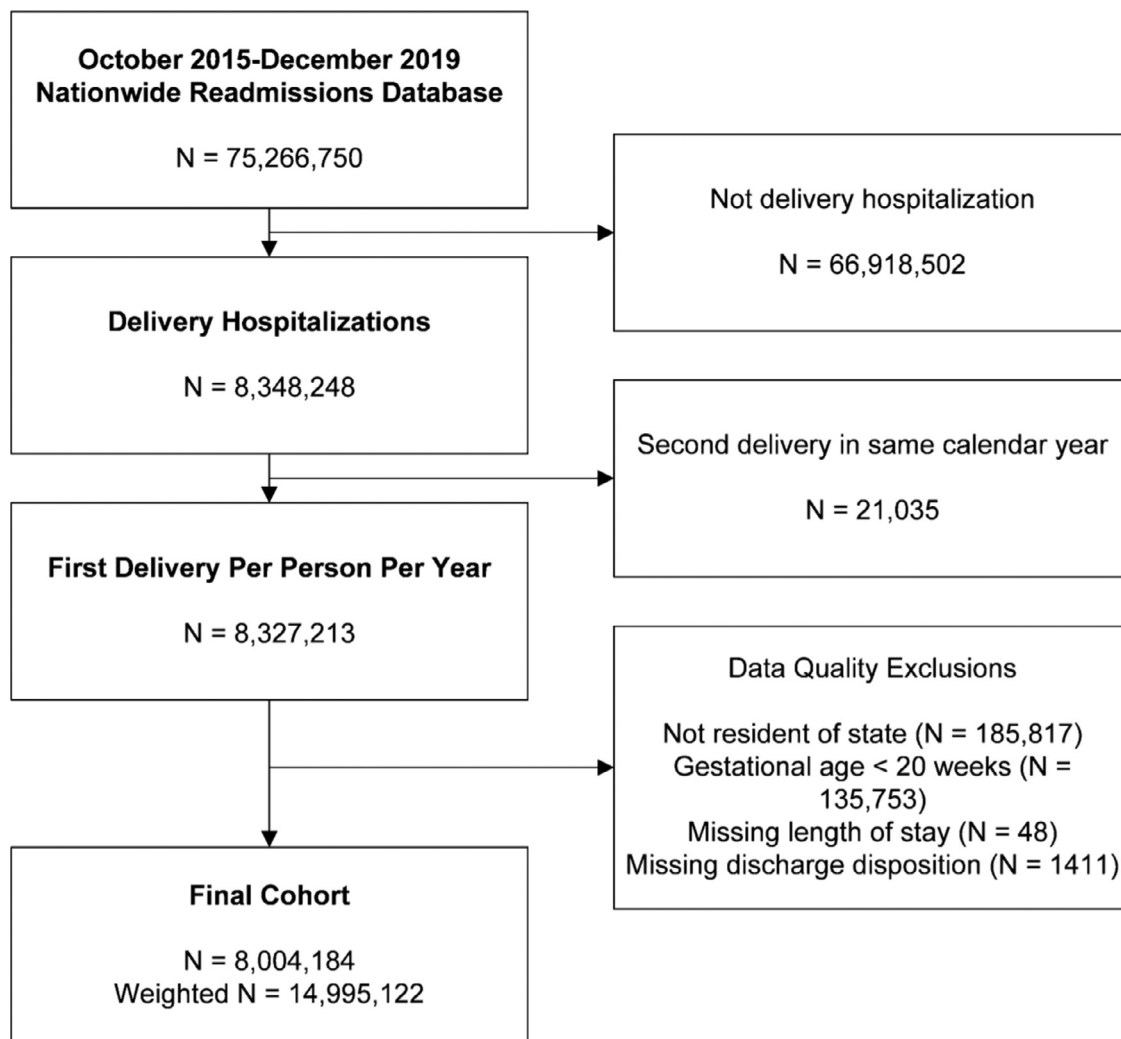 October 2015-December 2019
Nationwide Readmissions Database
N = 75,266,750
Not delivery hospitalization
N = 66,918,502
Delivery Hospitalizations
N = 8,348,248
Second delivery in same calendar year
N = 21,035
First Delivery Per Person Per Year
N = 8,327,213
Data Quality Exclusions
Not resident of state (N = 185,817)
Gestational age < 20 weeks (N =
135,753)
Missing length of stay (N = 48)
Missing discharge disposition (N = 1411)
Final Cohort
N = 8,004,184
Weighted N = 14,995,122